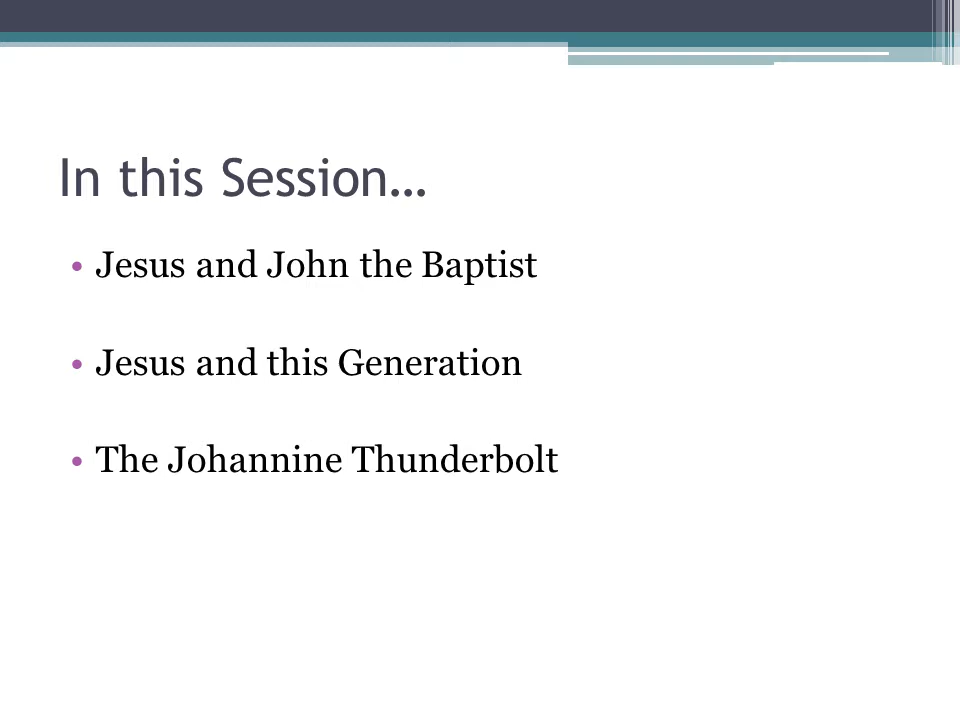 In this Session…
• Jesus and John the Baptist
• Jesus and this Generation
• The Johannine Thunderbolt